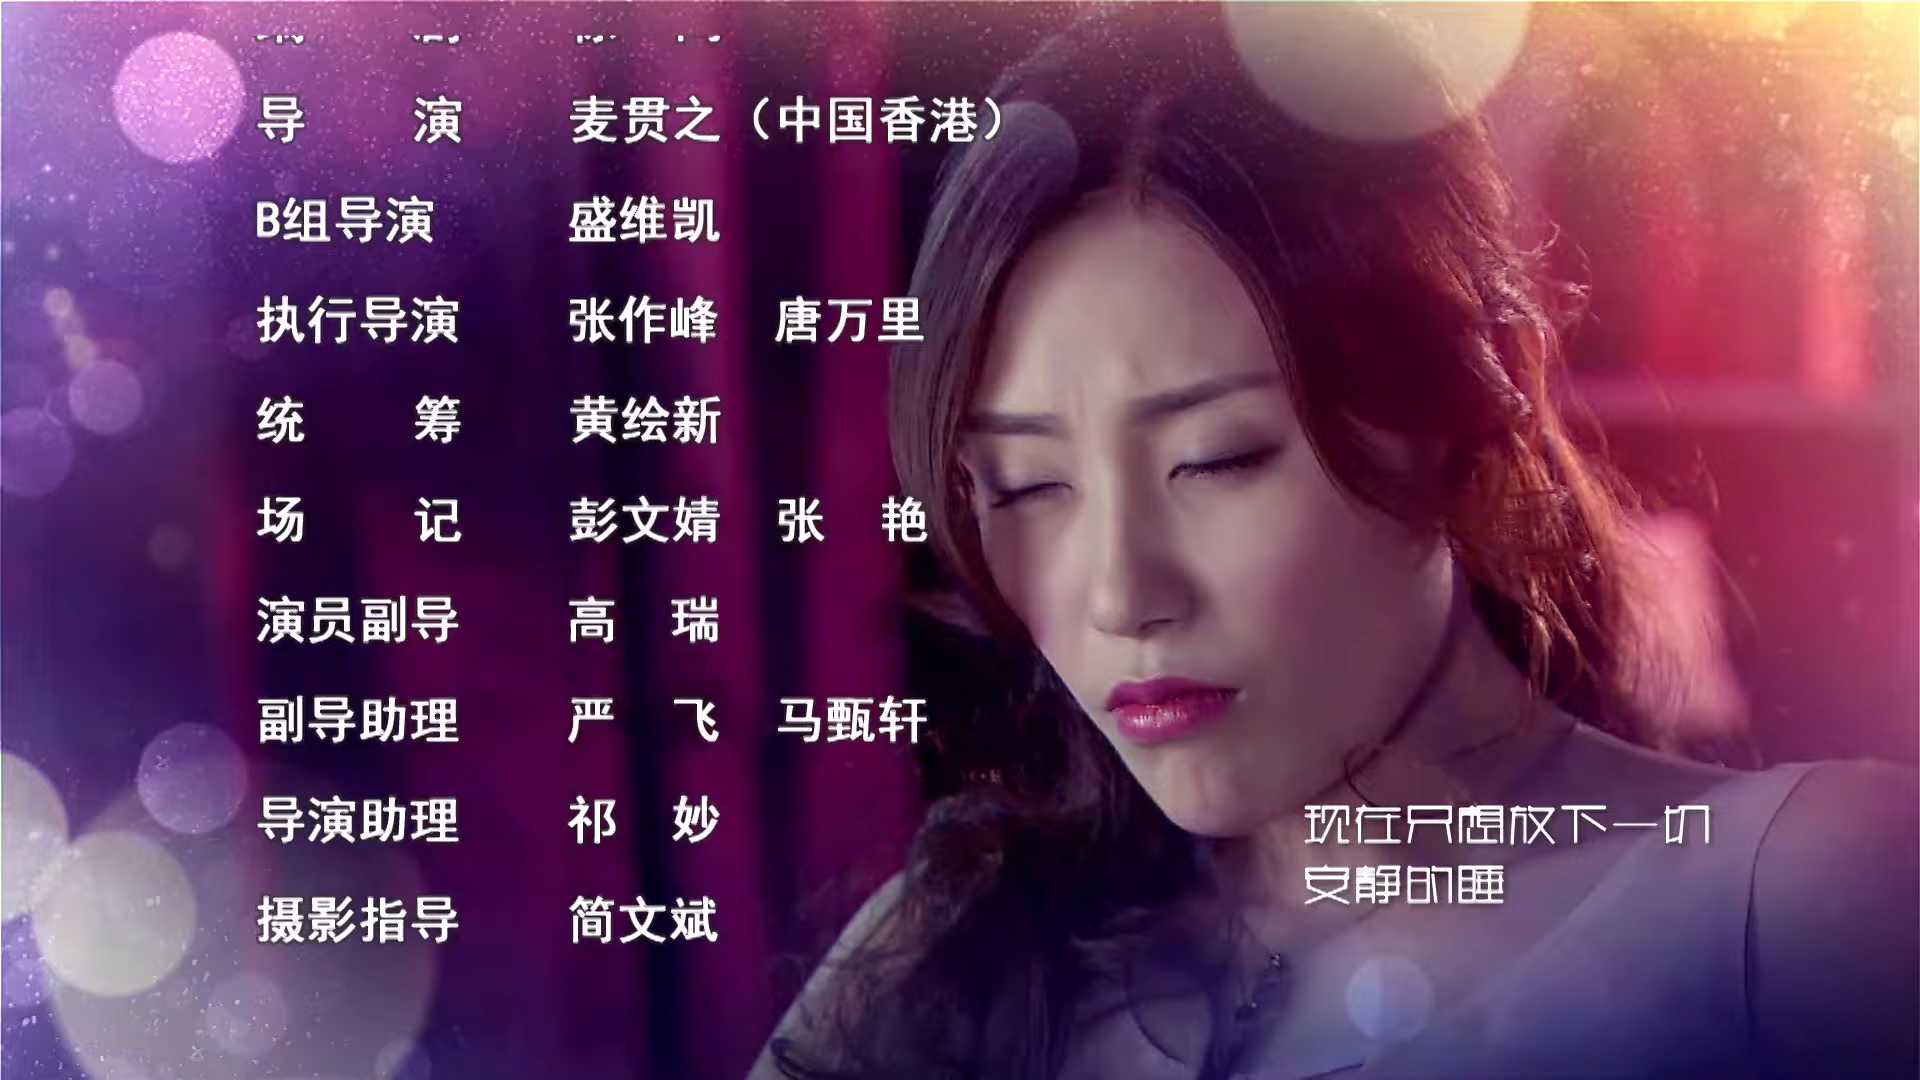 导 演 麦贯之（中国香港）
B组导演 盛维凯
执行导演 张作峰 唐万里
统 筹 黄绘新
场 记 彭文婧 张 艳
演员副导 高 瑞
副导助理 严 飞 马甄轩
导演助理 祁 妙
摄影指导 简文斌
现在只想放下一切
安静的睡